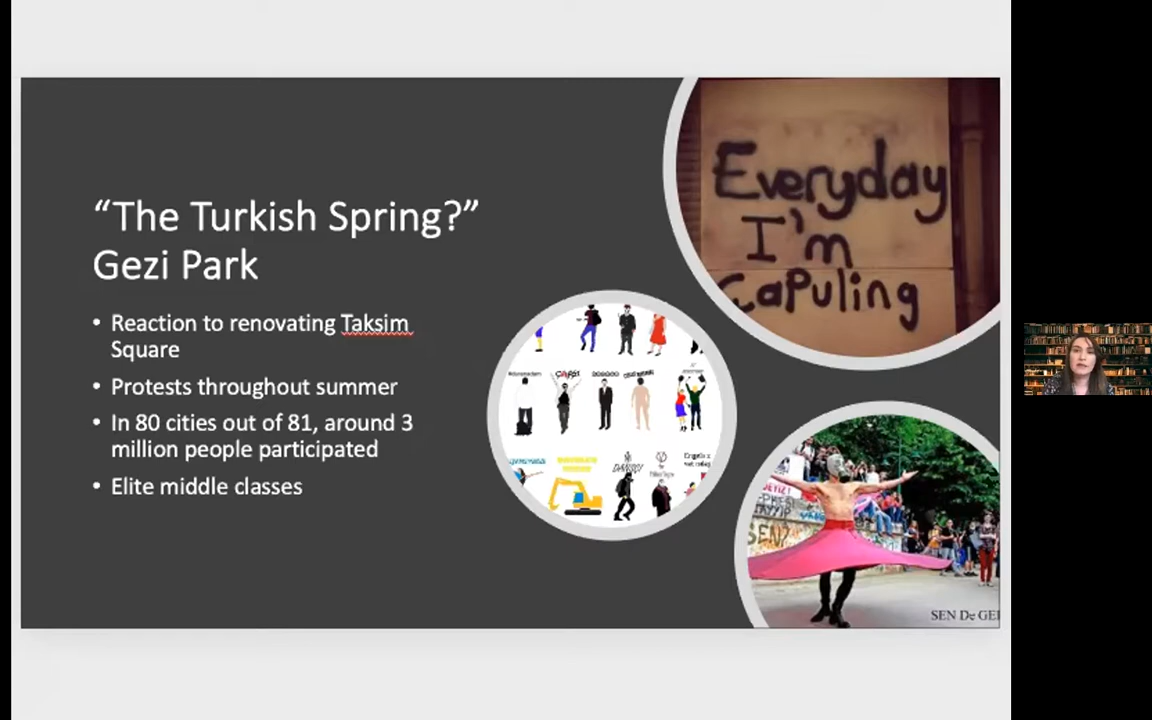 “The Turkish Spring?”
Gezi Park
• Reaction to renovating Taksim
Square
• Protests throughout summer
• In 80 cities out of 81, around 3
million people participated
• Elite middle classes
Everyday
I'm
CaPuling
SEN De GE